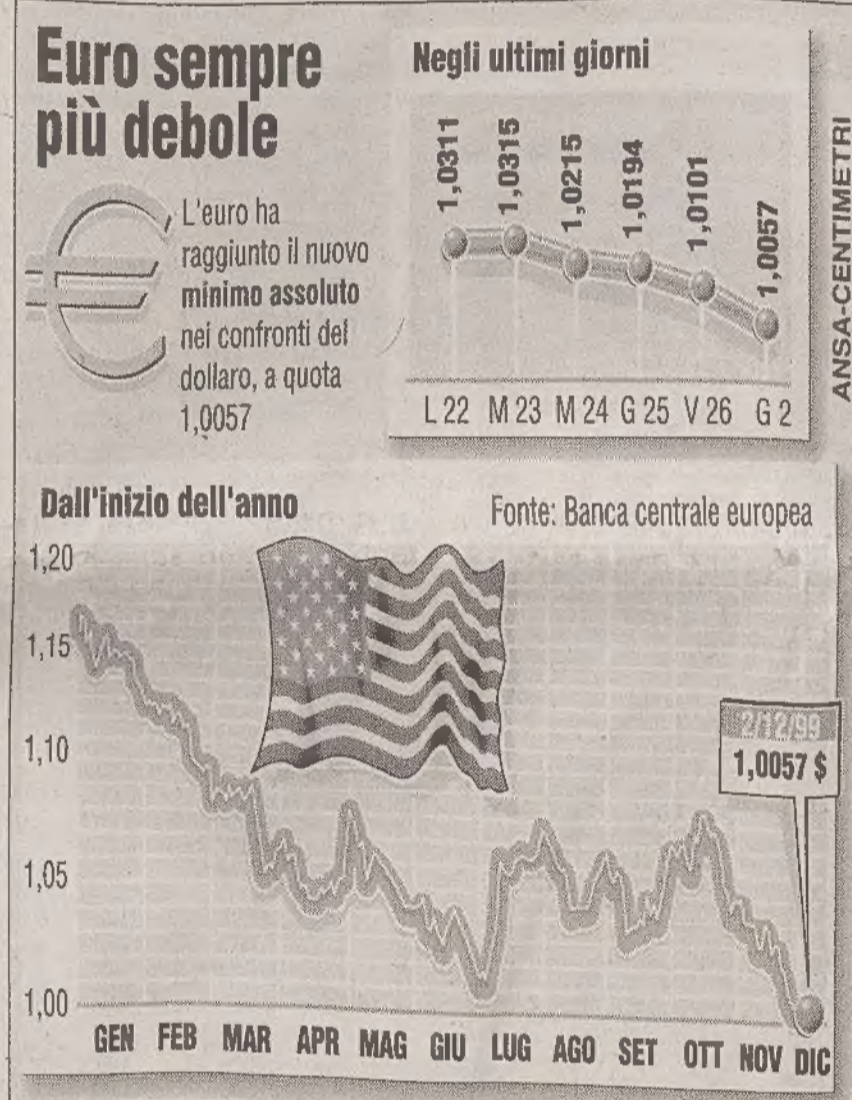 Euro sempre
più debole
L'euro ha
raggiunto il nuovo
minimo assoluto
nei confronti del
dollaro, a quota
1,0057
Negli ultimi giorni
1,0311
1,0315
1,0215
1,0194
1,0101
1,0057
L 22 M 23 M 24 G 25 V 26 G 2
ANSA-CENTIMETRI
Dall'inizio dell'anno
Fonte: Banca centrale europea
1,20
1,15
1,10
1,05
1,00
2/12/99
1,0057 $
GEN FEB MAR APR MAG GIU LUG AGO SET OTT NOV DIC